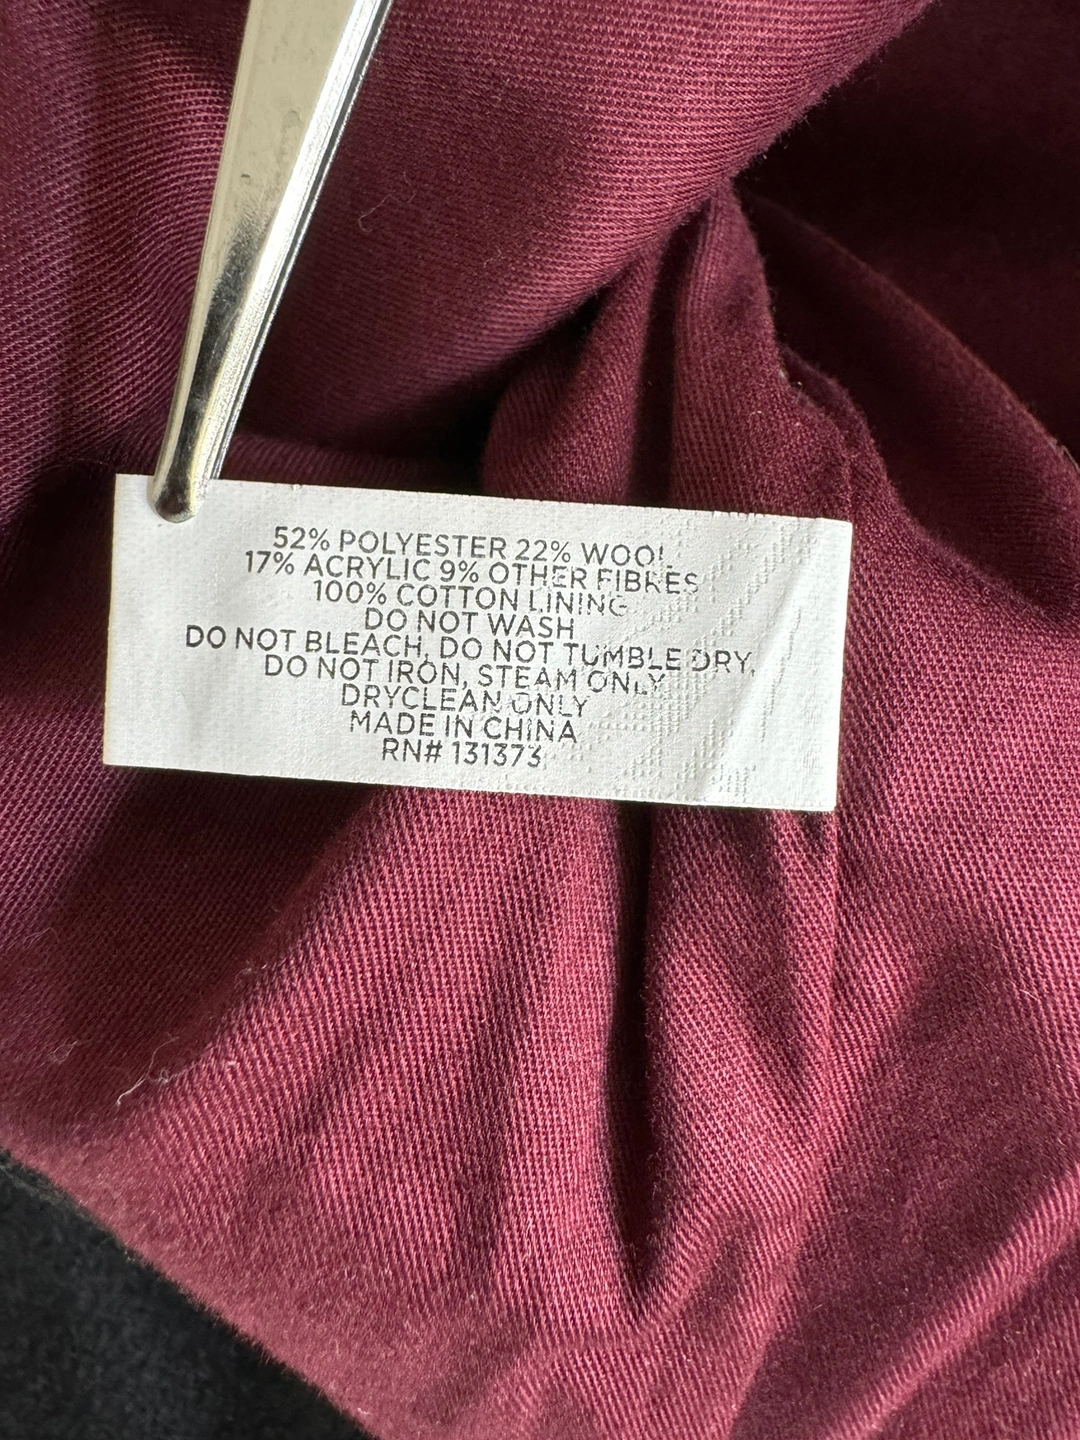 52% POLYESTER 22% WOOL
17% ACRYLIC 9% OTHER FIBRES
100% COTTON LINING
DO NOT WASH
DO NOT BLEACH, DO NOT TUMBLE DRY,
DO NOT IRON, STEAM ONLY
DRYCLEAN ONLY
MADE IN CHINA
RN# 131373